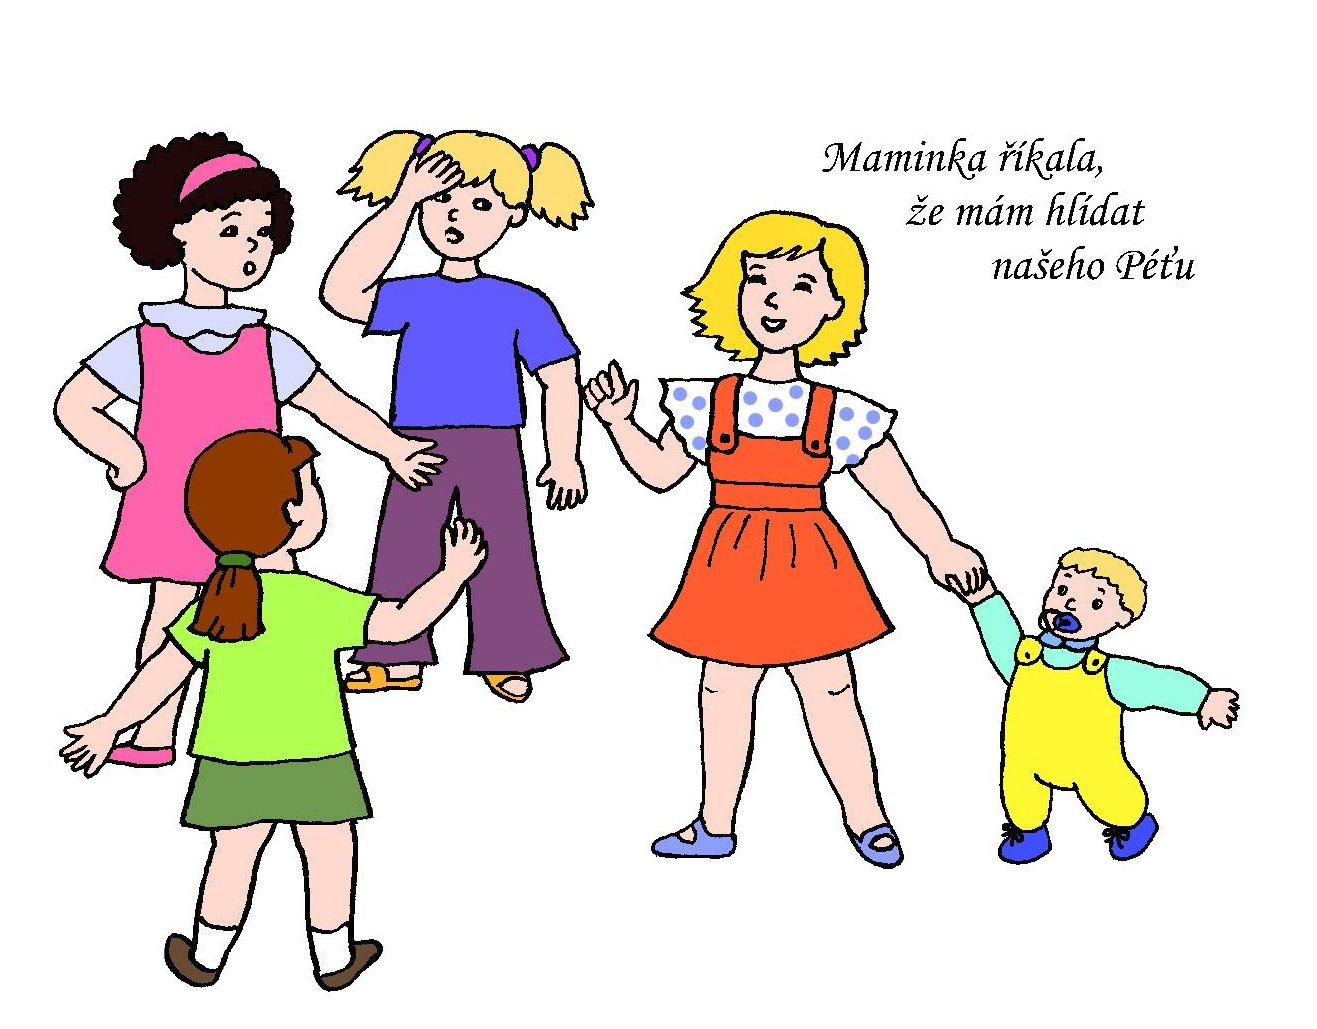 Maminka říkala,
že mám hlídat
našeho Péťu